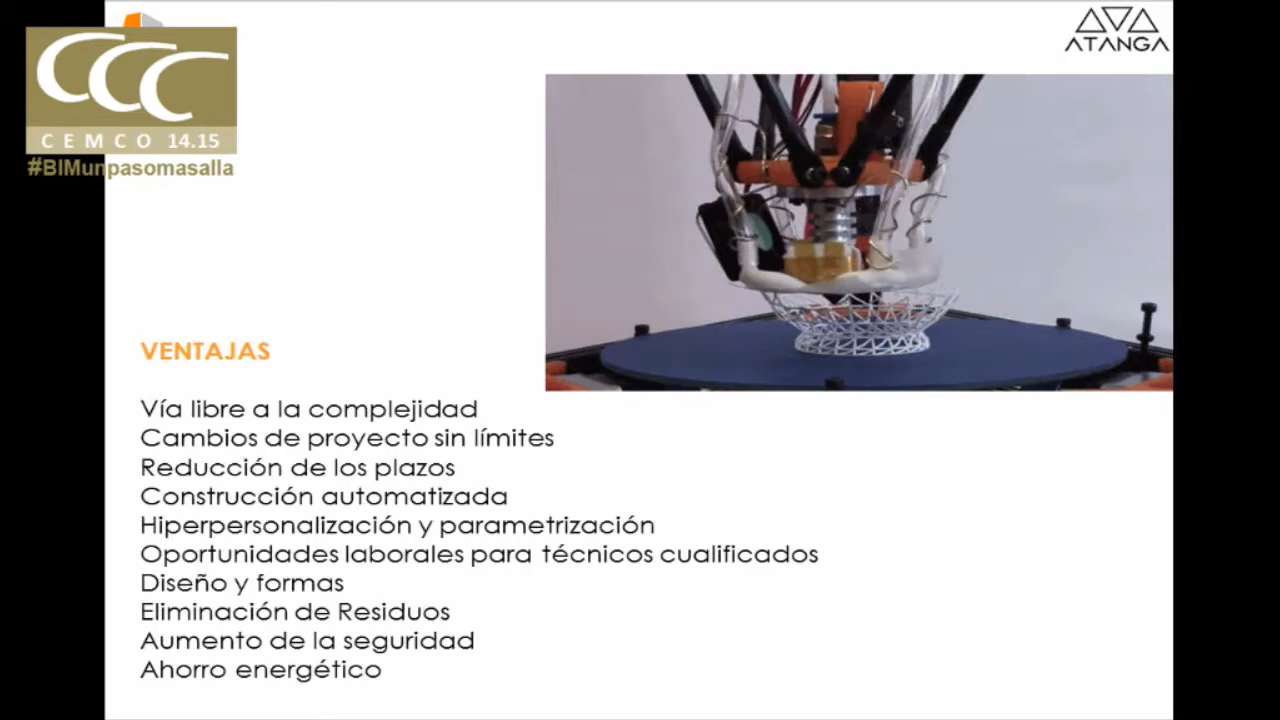 CCC
CEMCO 14.15
#BIMunpasomasalla
ATANGA
VENTAJAS
Vía libre a la complejidad
Cambios de proyecto sin límites
Reducción de los plazos
Construcción automatizada
Hiperpersonalización y parametrización
Oportunidades laborales para técnicos cualificados
Diseño y formas
Eliminación de Residuos
Aumento de la seguridad
Ahorro energético